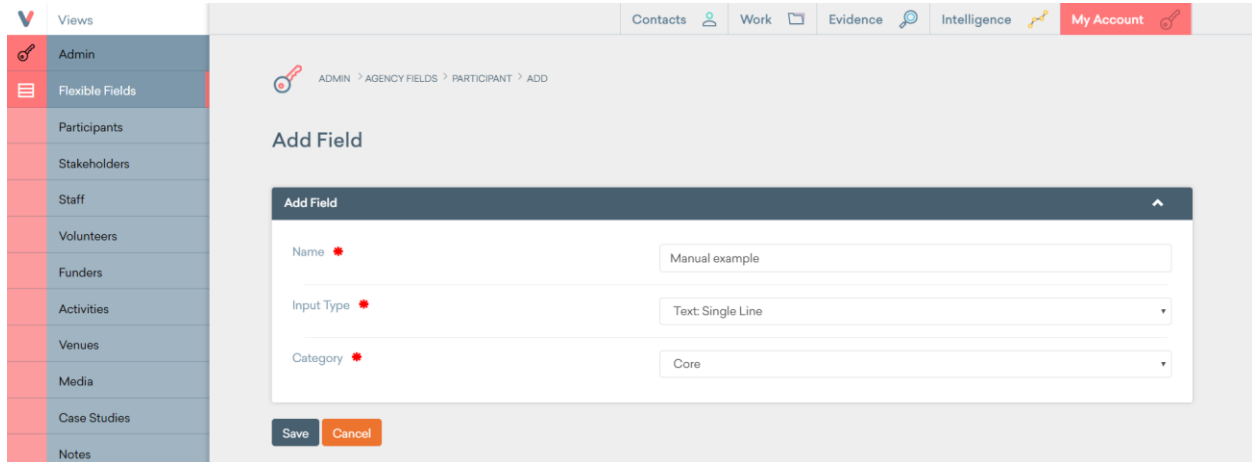 Views
Contacts Work Evidence Intelligence My Account
Admin
ADMIN > AGENCY FIELDS > PARTICIPANT > ADD
Flexible Fields
Participants
Add Field
Stakeholders
Staff
Add Field
Volunteers
Name
Manual example
Funders
Activities
Input Type
Text: Single Line
Venues
Category
Core
Media
Case Studies
Save Cancel
Notes